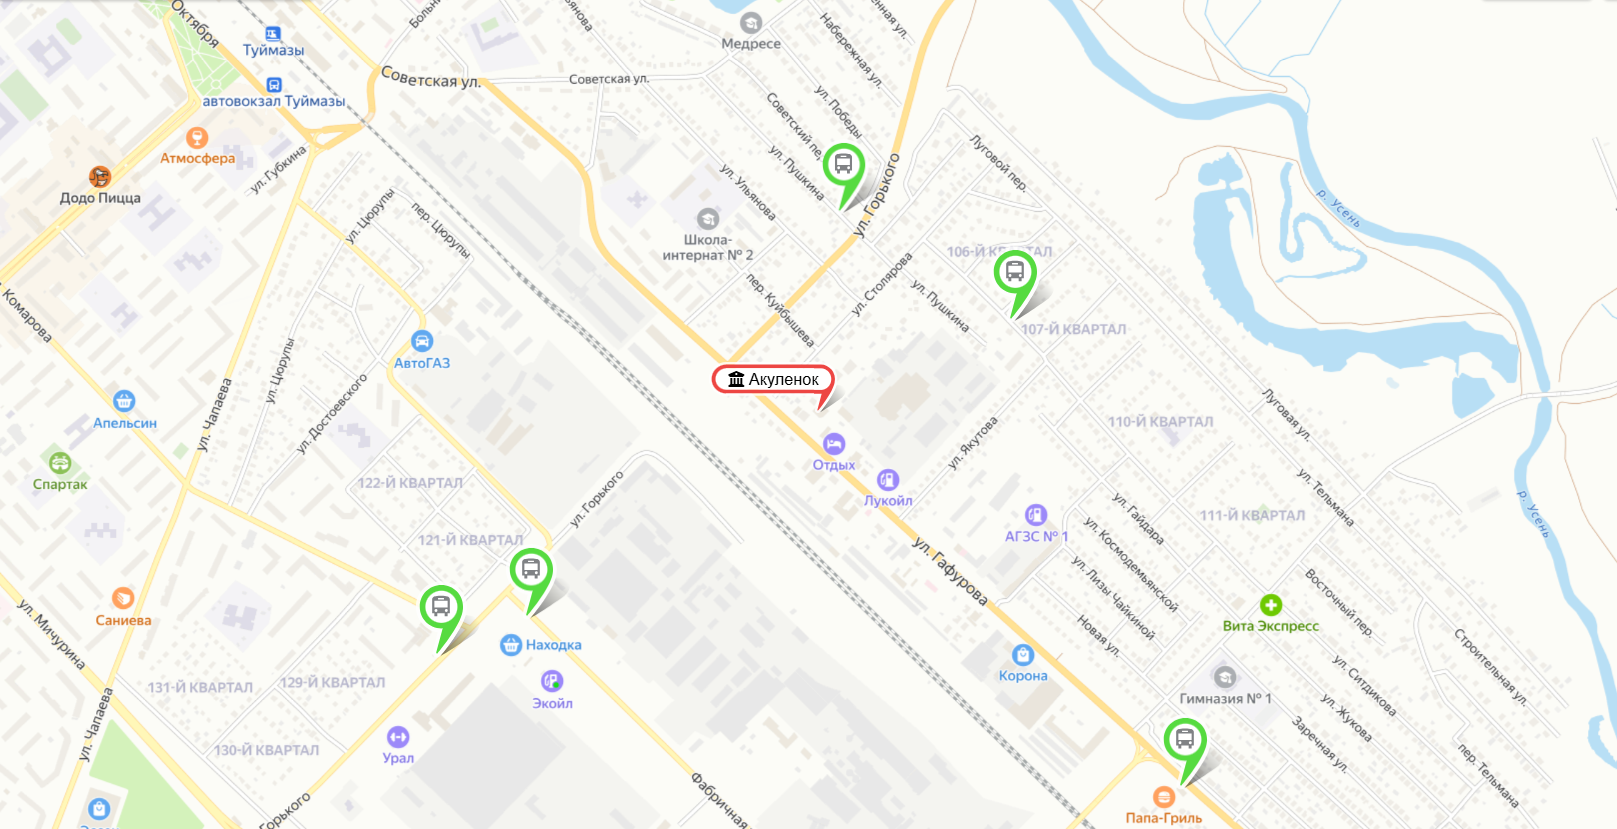 Октября
Больн
ьянова
Набережная ул.
енная ул.
Туймазы
Медресе
Советская ул.
Советская ул.
автовокзал Туймазы
ул. Победы
Советский пер.
Атмосфера
ул. Губкина
ул. Пушкина
Луговой пер.
Додо Пицца
ул. Цюрупы
пер. Цюрупы
ул. Ульянова
ул. Горького
р. Усень
Школа-
интернат № 2
106-Й КВАРТАЛ
ул. Столярова
пер. Куйбышева
ул. Пушкина
Комарова
107-Й КВАРТАЛ
АвтоГАЗ
ул. Цюрупы
Акуленок
Апельсин
ул. Чапаева
ул. Достоевского
Луговая ул.
110-Й КВАРТАЛ
ул. Якутова
Отдых
Спартак
122-Й КВАРТАЛ
ул. Горького
Лукойл
ул. Тельмана
р. Усень
ул. Гайдара
111-Й КВАРТАЛ
АГЗС № 1
121-Й КВАРТАЛ
ул. Космодемьянской
ул. Гафурова
ул. Лизы Чайкиной
Восточный пер.
Саниева
ул. Мичурина
Вита Экспресс
Новая ул.
Находка
Строительная ул.
Корона
ул. Ситдикова
131-Й КВАРТАЛ
129-Й КВАРТАЛ
Экойл
Гимназия № 1
ул. Жукова
ул. Чапаева
Заречная ул.
130-Й КВАРТАЛ
Урал
пер. Тельмана
Фабричная
Горького
Папа-Гриль